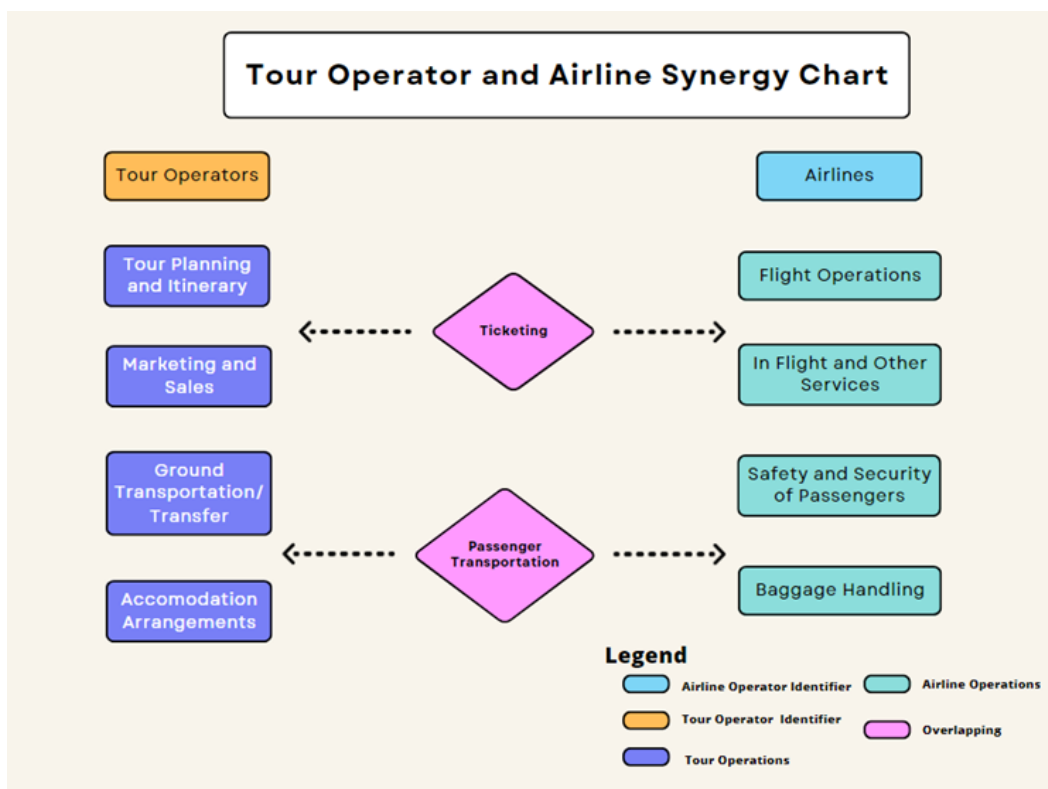 Tour Operator and Airline Synergy Chart
Tour Operators
Airlines
Tour Planning
and Itinerary
Flight Operations
Ticketing
Marketing and
Sales
In Flight and Other
Services
Ground
Transportation/
Transfer
Safety and Security
of Passengers
Passenger
Transportation
Accomodation
Arrangements
Baggage Handling
Legend
Airline Operator Identifier
Airline Operations
Tour Operator Identifier
Overlapping
Tour Operations